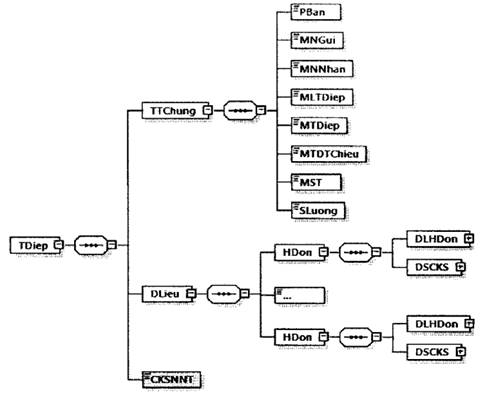 PBan
MNGui
MNNhan
MLTDiep
TTChung
MTDiep
MTDTChieu
MST
SLuong
TDiep
DLHDon
HDon
DSCKS
DLieu
...
DLHDon
HDon
DSCKS
CKSNNT